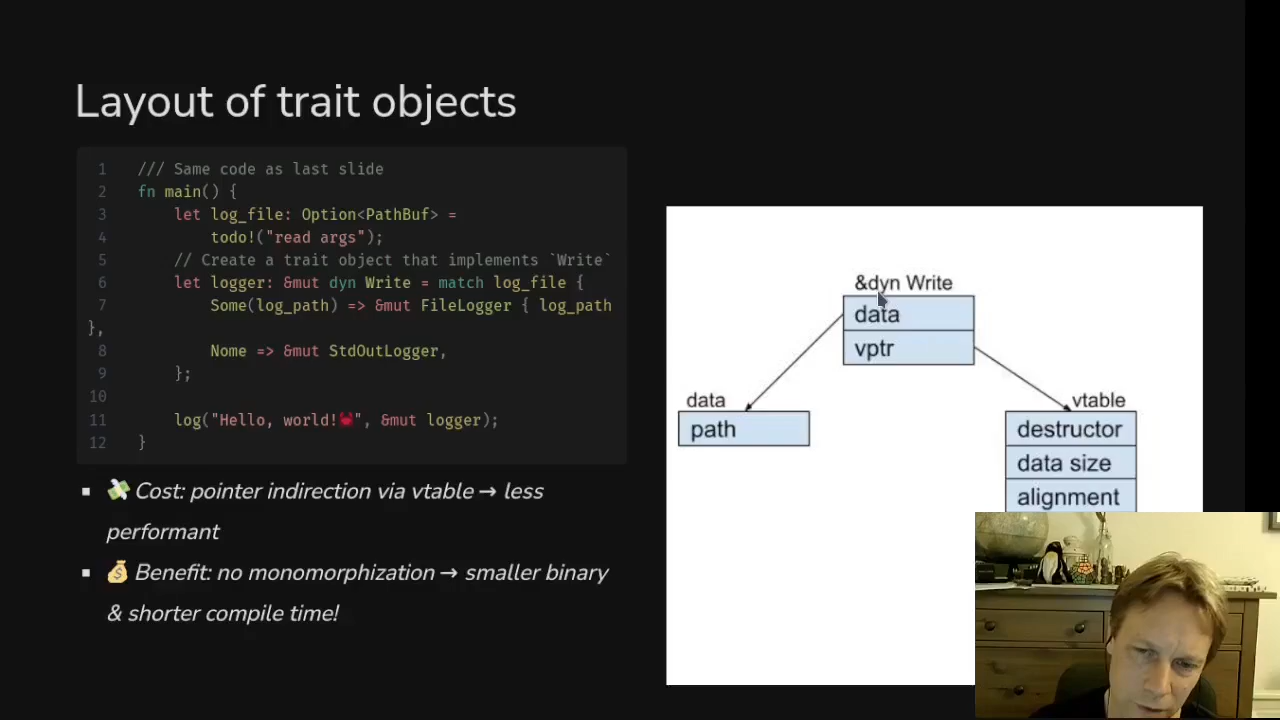 Layout of trait objects
1 /// Same code as last slide
2 fn main() {
3 let log_file: Option<PathBuf> =
4 todo!("read args");
5 // Create a trait object that implements `Write`
6 let logger: &mut dyn Write = match log_file {
7 Some(log_path) => &mut FileLogger { log_path
},
8 Nome => &mut StdOutLogger,
9 };
10
11 log("Hello, world!🦀", &mut logger);
12 }
▪ 💸 Cost: pointer indirection via vtable → less
performant
▪ 💰 Benefit: no monomorphization → smaller binary
& shorter compile time!
&dyn Write
data
vptr
data
path
vtable
destructor
data size
alignment